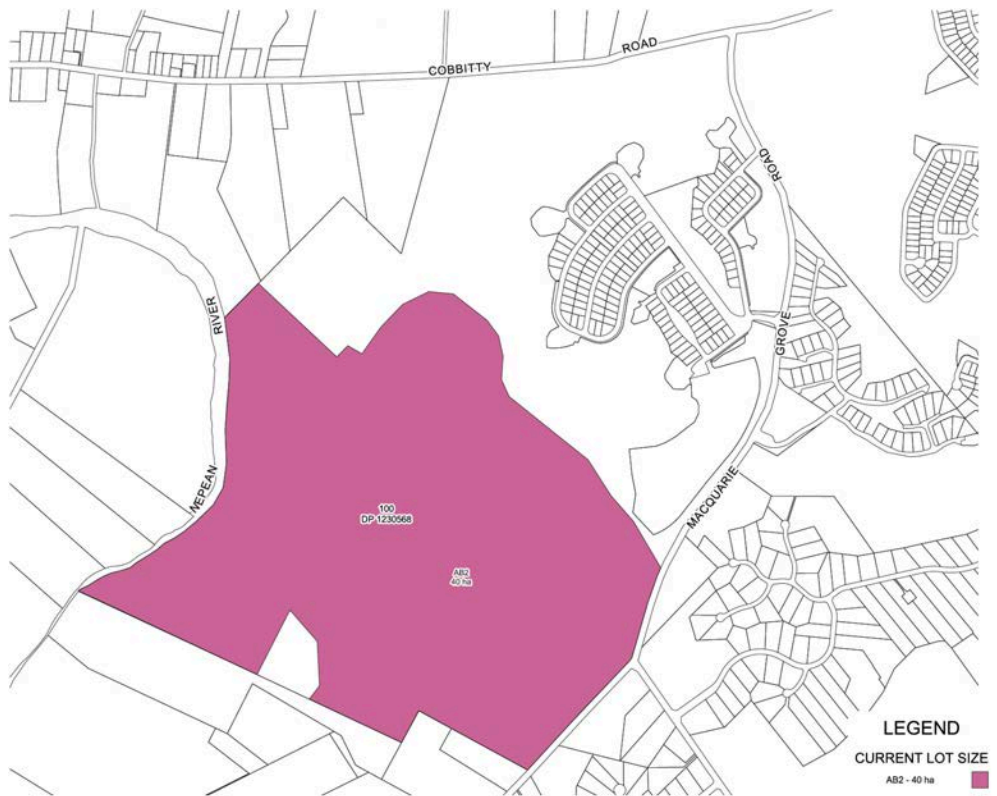 COBBITTY
ROAD
ROAD
RIVER
GROVE
NEPEAN
MACQUARIE
100
DP 1230568
AB2
40 ha
LEGEND
CURRENT LOT SIZE
AB2 - 40 ha